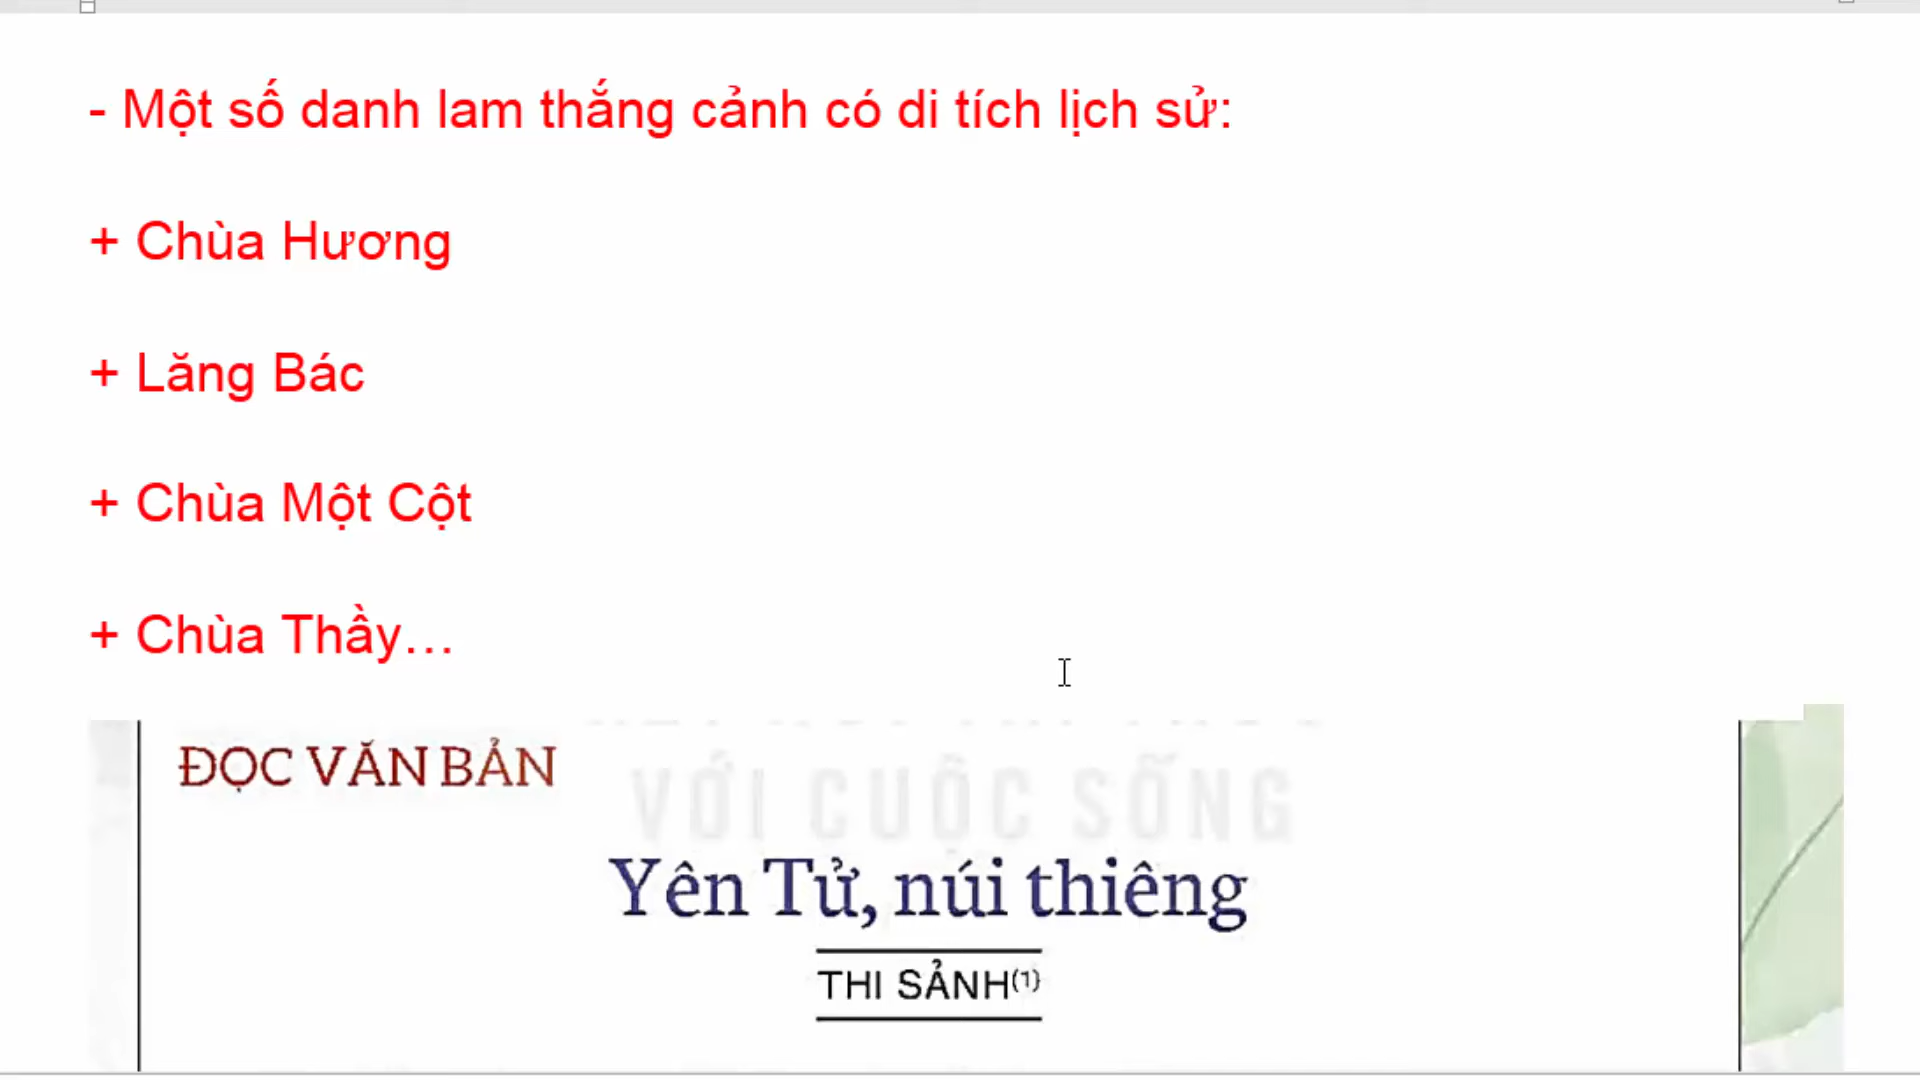 - Một số danh lam thắng cảnh có di tích lịch sử:
+ Chùa Hương
+ Lăng Bác
+ Chùa Một Cột
+ Chùa Thầy…
ĐỌC VĂN BẢN
VỚI CUỘC SỐNG
Yên Tử, núi thiêng
THI SẢNH(1)